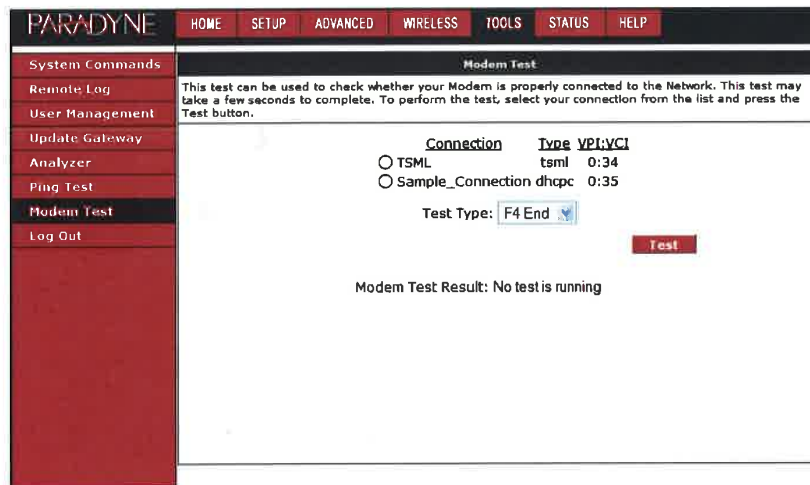 PARADYNE
HOME SETUP ADVANCED WIRELESS TOOLS STATUS HELP
System Commands
Remote Log
User Management
Update Gateway
Analyzer
Ping Test
Modem Test
Log Out
Modem Test
This test can be used to check whether your Modem is properly connected to the Network. This test may
take a few seconds to complete. To perform the test, select your connection from the list and press the
Test button.
Connection Type VPI:VCI
TSML tsml 0:34
Sample_Connection dhcpc 0:35
Test Type: F4 End
Test
Modem Test Result: No test is running